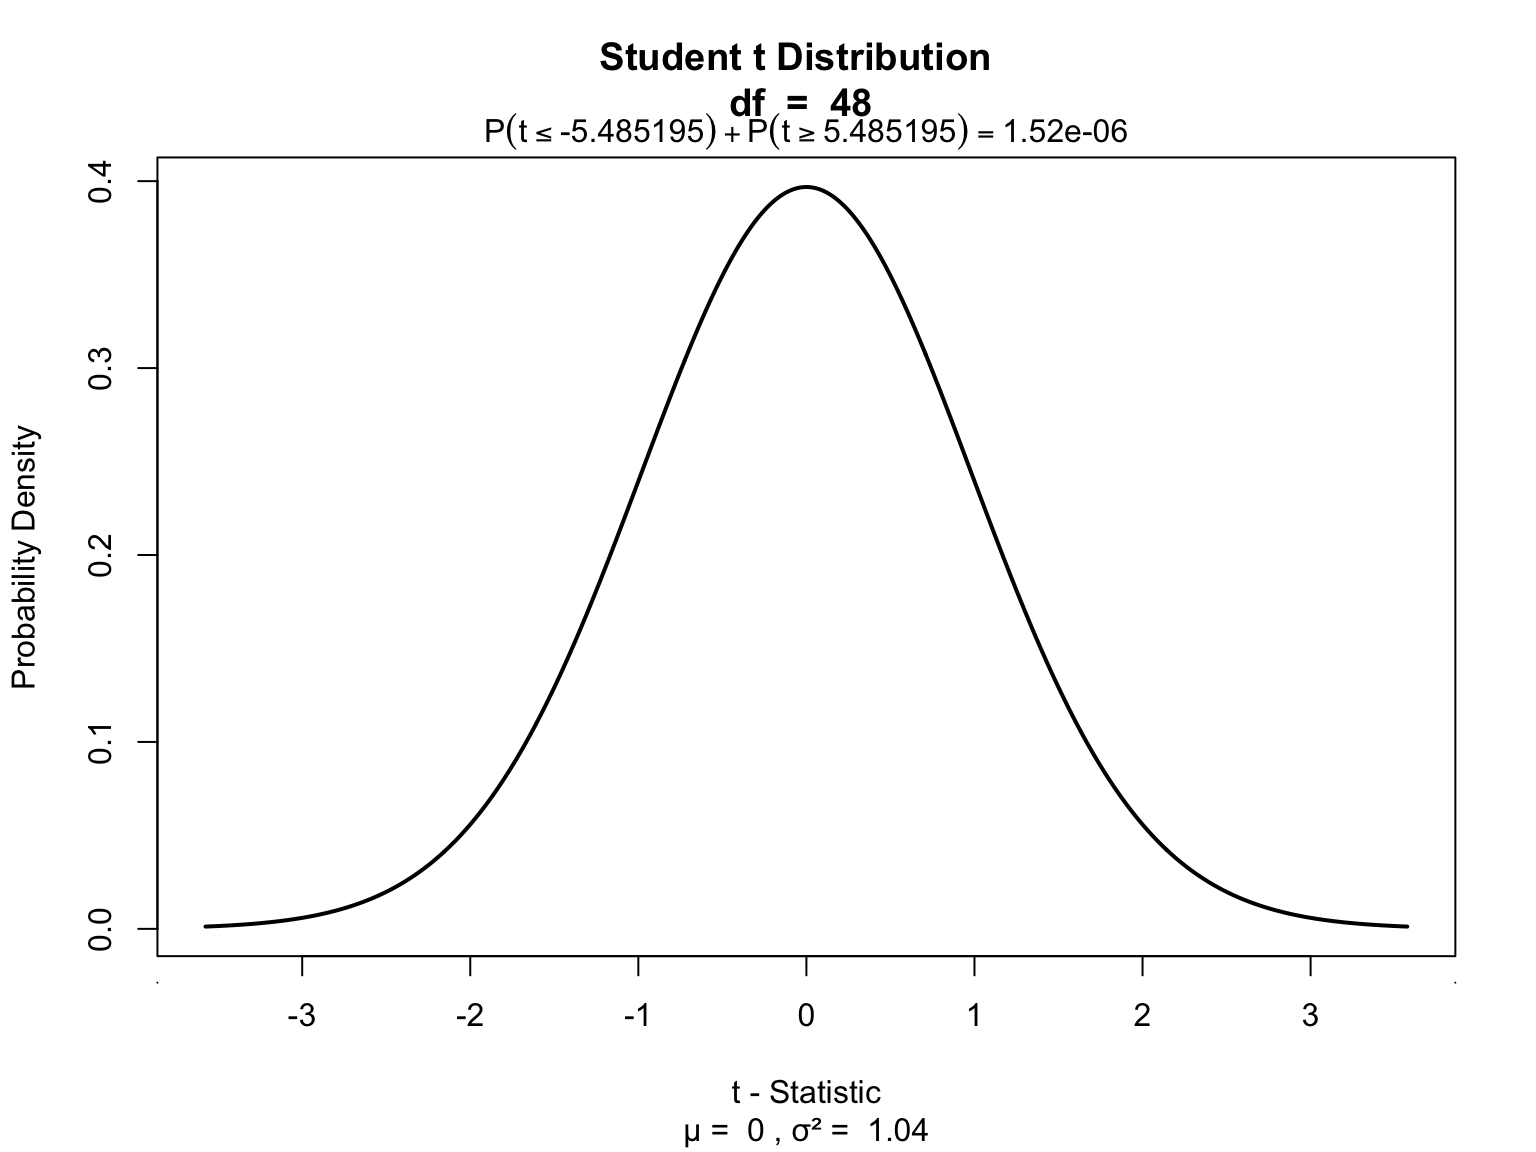 Student t Distribution
df = 48
P(t ≤ -5.485195) + P(t ≥ 5.485195) = 1.52e-06
Probability Density
0.4
0.3
0.2
0.1
0.0
-3 -2 -1 0 1 2 3
t - Statistic
μ = 0 , σ² = 1.04